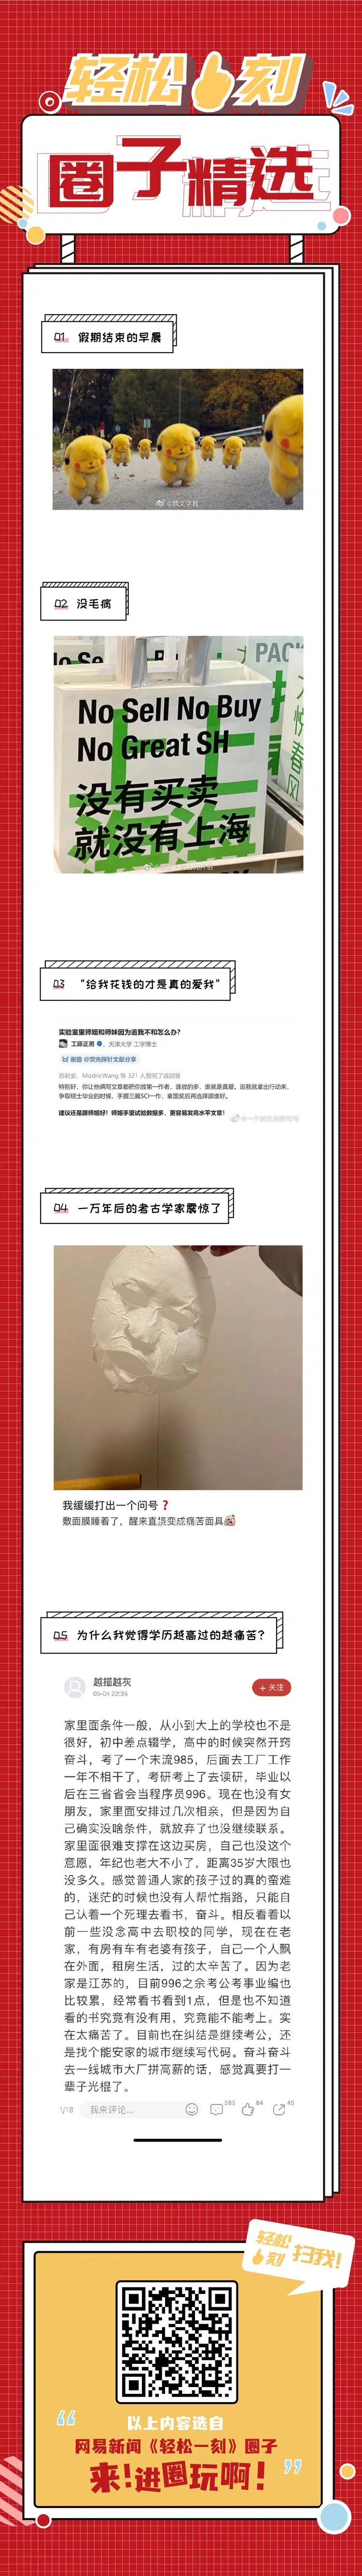 轻松一刻
圈子精选
01 假期结束的早晨
02 没毛病
No Sell No Buy
No Great SH
没有买卖
就没有上海
03 “给我花钱的才是真的爱我”
实验室里师姐和师妹因为追我不和怎么办?
工藤正男，天津大学 工学博士
谢邀 @荧光探针文献分享
苏莉安、ModricWang 等 321 人赞同了该回答
特别好，你让他俩写文章都把你放第一作者，谁放的多，谁就是真爱。追我就拿出行动来，
争取硕士毕业的时候，手握三篇SCI一作，拿国奖后再选择跟谁好。
建议还是跟师姐好！师姐手里试验数据多，更容易发高水平文章！
04 一万年后的考古学家震惊了
我缓缓打出一个问号❓
敷面膜睡着了，醒来直接变成痛苦面具
05 为什么我觉得学历越高过的越痛苦?
越描越灰
05-04 22:35
+ 关注
家里面条件一般，从小到大上的学校也不是
很好，初中差点辍学，高中的时候突然开窍
奋斗，考了一个末流985，后面去工厂工作
一年不相干了，考研考上了去读研，毕业以
后在三省省会当程序员996。现在也没有女
朋友，家里面安排过几次相亲，但是因为自
己确实没啥条件，就放弃了也没继续联系。
家里面很难支撑在这边买房，自己也没这个
意愿，年纪也老大不小了，距离35岁大限也
没多久。感觉普通人家的孩子过的真的蛮难
的，迷茫的时候也没有人帮忙指路，只能自
己认着一个死理去看书，奋斗。相反看看以
前一些没念高中去职校的同学，现在在老
家，有房有车有老婆有孩子，自己一个人飘
在外面，租房生活，过的太辛苦了。因为老
家是江苏的，目前996之余考公考事业编也
比较累，经常看书看到1点，但是也不知道
看的书究竟有没有用，究竟能不能考上。实
在太痛苦了。目前也在纠结是继续考公，还
是找个能安家的城市继续写代码。奋斗奋斗
去一线城市大厂拼高薪的话，感觉真要打一
辈子光棍了。
1/18 我来评论... 385 84 45
轻松一刻 扫我!
以上内容选自
网易新闻《轻松一刻》圈子
来!进圈玩啊!